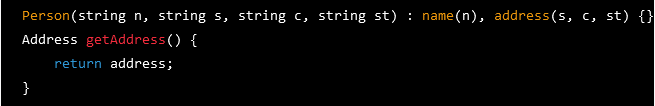 Person(string n, string s, string c, string st) : name(n), address(s, c, st) {}
Address getAddress() {
return address;
}